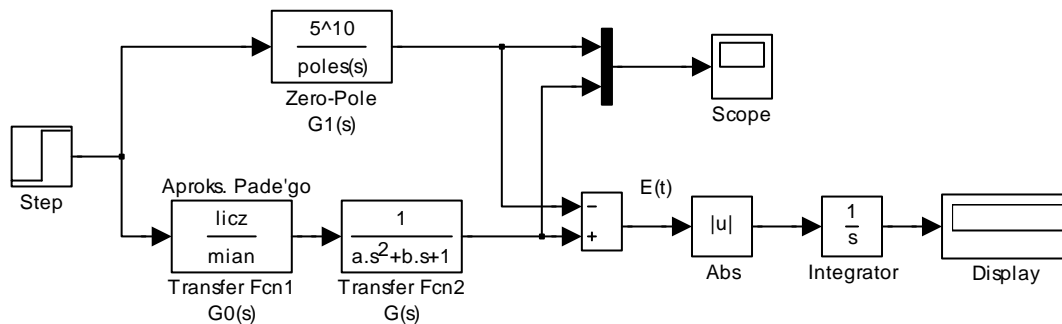 5^10
poles(s)
Zero-Pole
G1(s)
Scope
Step
Aproks. Pade'go
licz
mian
Transfer Fcn1
G0(s)
1
a.s²+b.s+1
Transfer Fcn2
G(s)
−
+
E(t)
|u|
Abs
1
s
Integrator
Display